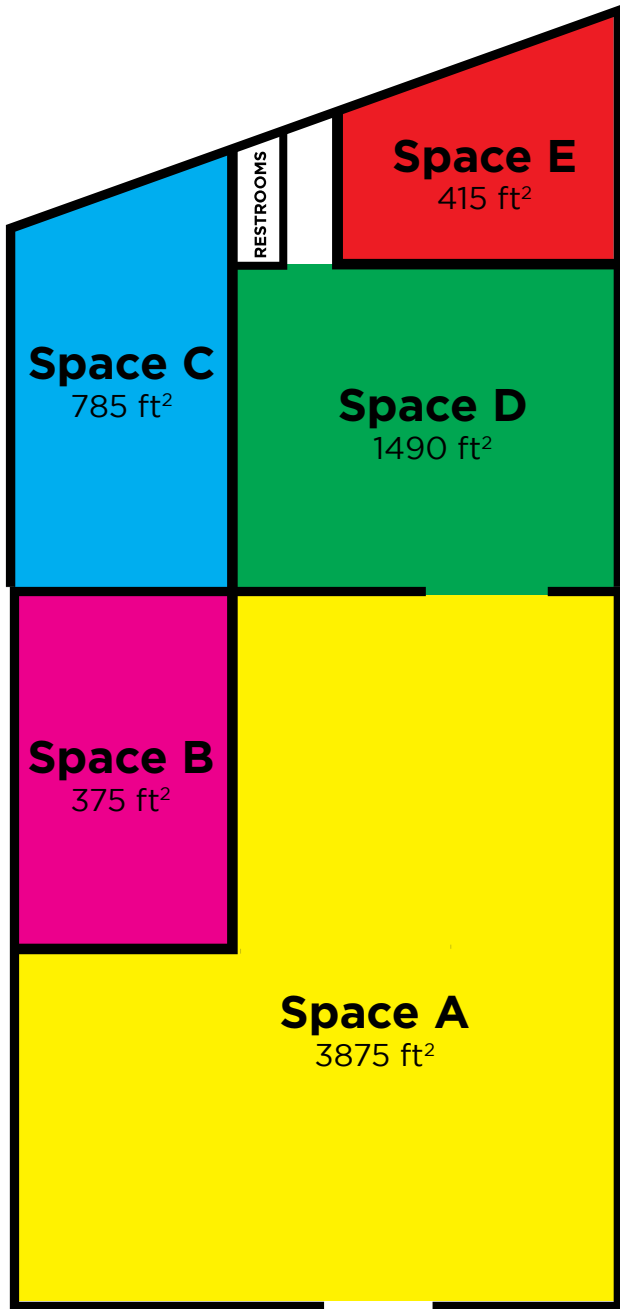 Space E
415 ft²
RESTROOMS
Space C
785 ft²
Space D
1490 ft²
Space B
375 ft²
Space A
3875 ft²